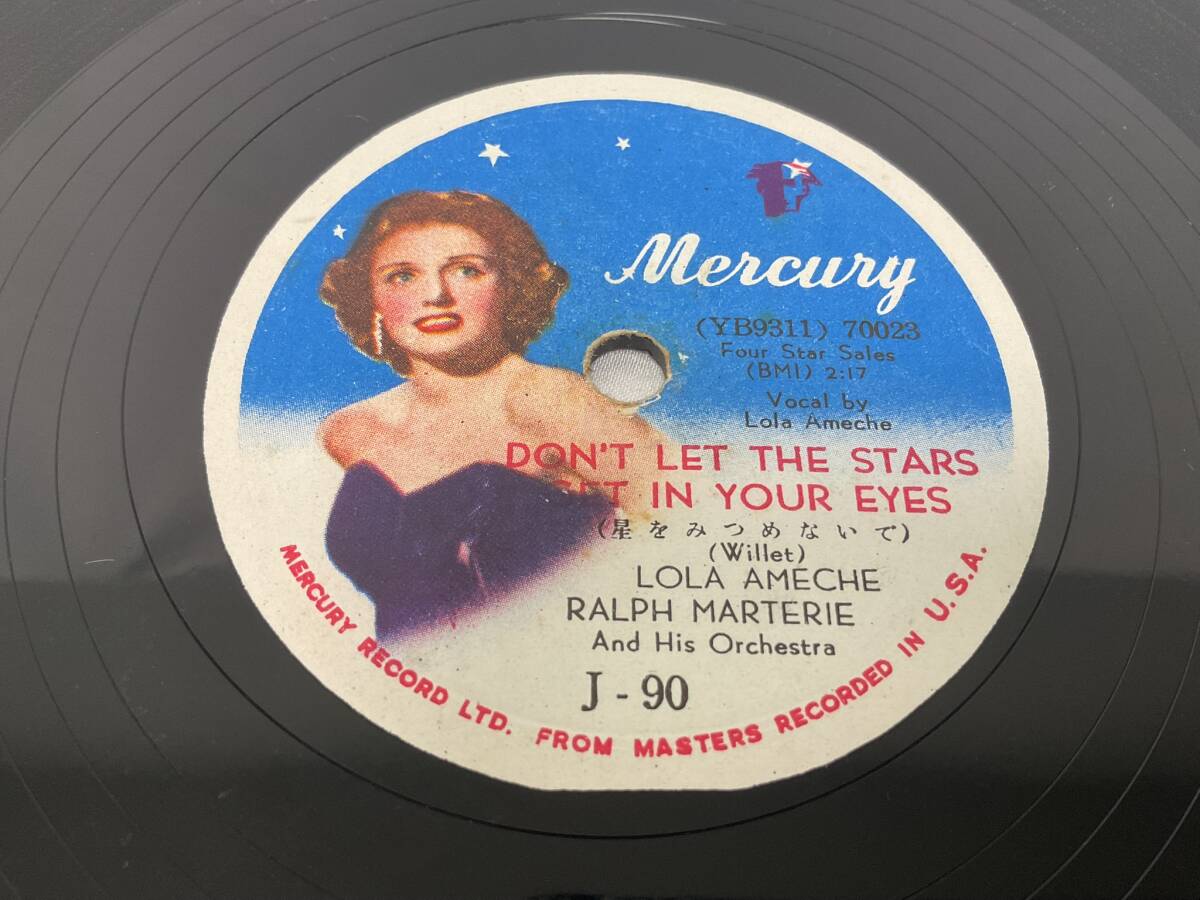 Mercury
(YB9311) 70023
Four Star Sales
(BMI) 2:17
Vocal by
Lola Ameche
DON'T LET THE STARS
GET IN YOUR EYES
(星をみつめないで)
(Willet)
LOLA AMECHE
RALPH MARTERIE
And His Orchestra
J-90
MERCURY RECORD LTD. FROM MASTERS RECORDED IN U.S.A.